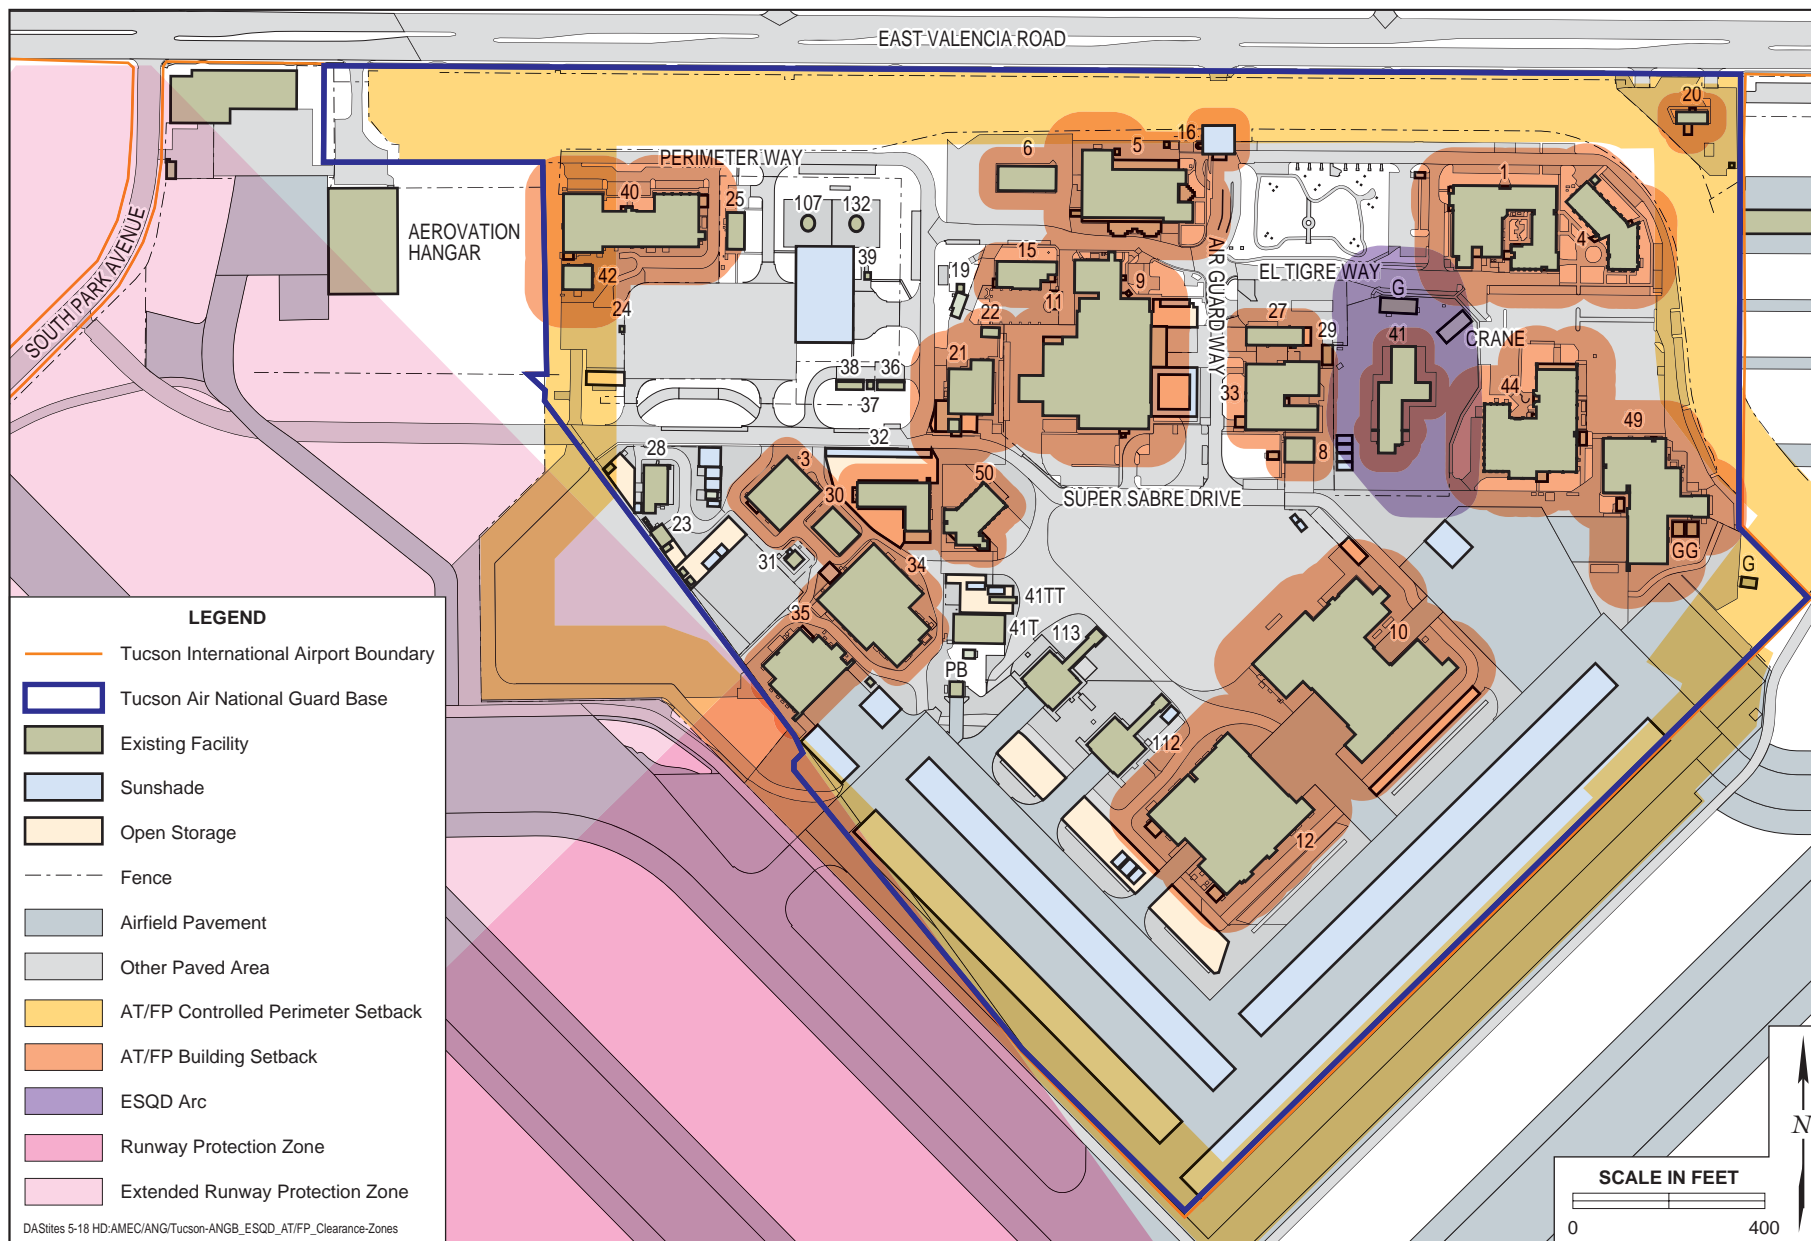 EAST VALENCIA ROAD
20
16
5
6
PERIMETER WAY
1
40
25
107
132
AEROVATION
HANGAR
AIR GUARD WAY
4
SOUTH PARK AVENUE
42
39
19
15
9
EL TIGRE WAY
11
G
24
22
27
29
CRANE
41
21
38
36
37
33
44
32
49
8
28
3
50
30
SUPER SABRE DRIVE
23
31
34
GG
G
41TT
35
41T
113
10
PB
112
12
LEGEND
Tucson International Airport Boundary
Tucson Air National Guard Base
Existing Facility
Sunshade
Open Storage
Fence
Airfield Pavement
Other Paved Area
AT/FP Controlled Perimeter Setback
AT/FP Building Setback
ESQD Arc
Runway Protection Zone
Extended Runway Protection Zone
DAStites 5-18 HD:AMEC/ANG/Tucson-ANGB_ESQD_AT/FP_Clearance-Zones
N
SCALE IN FEET
0 400